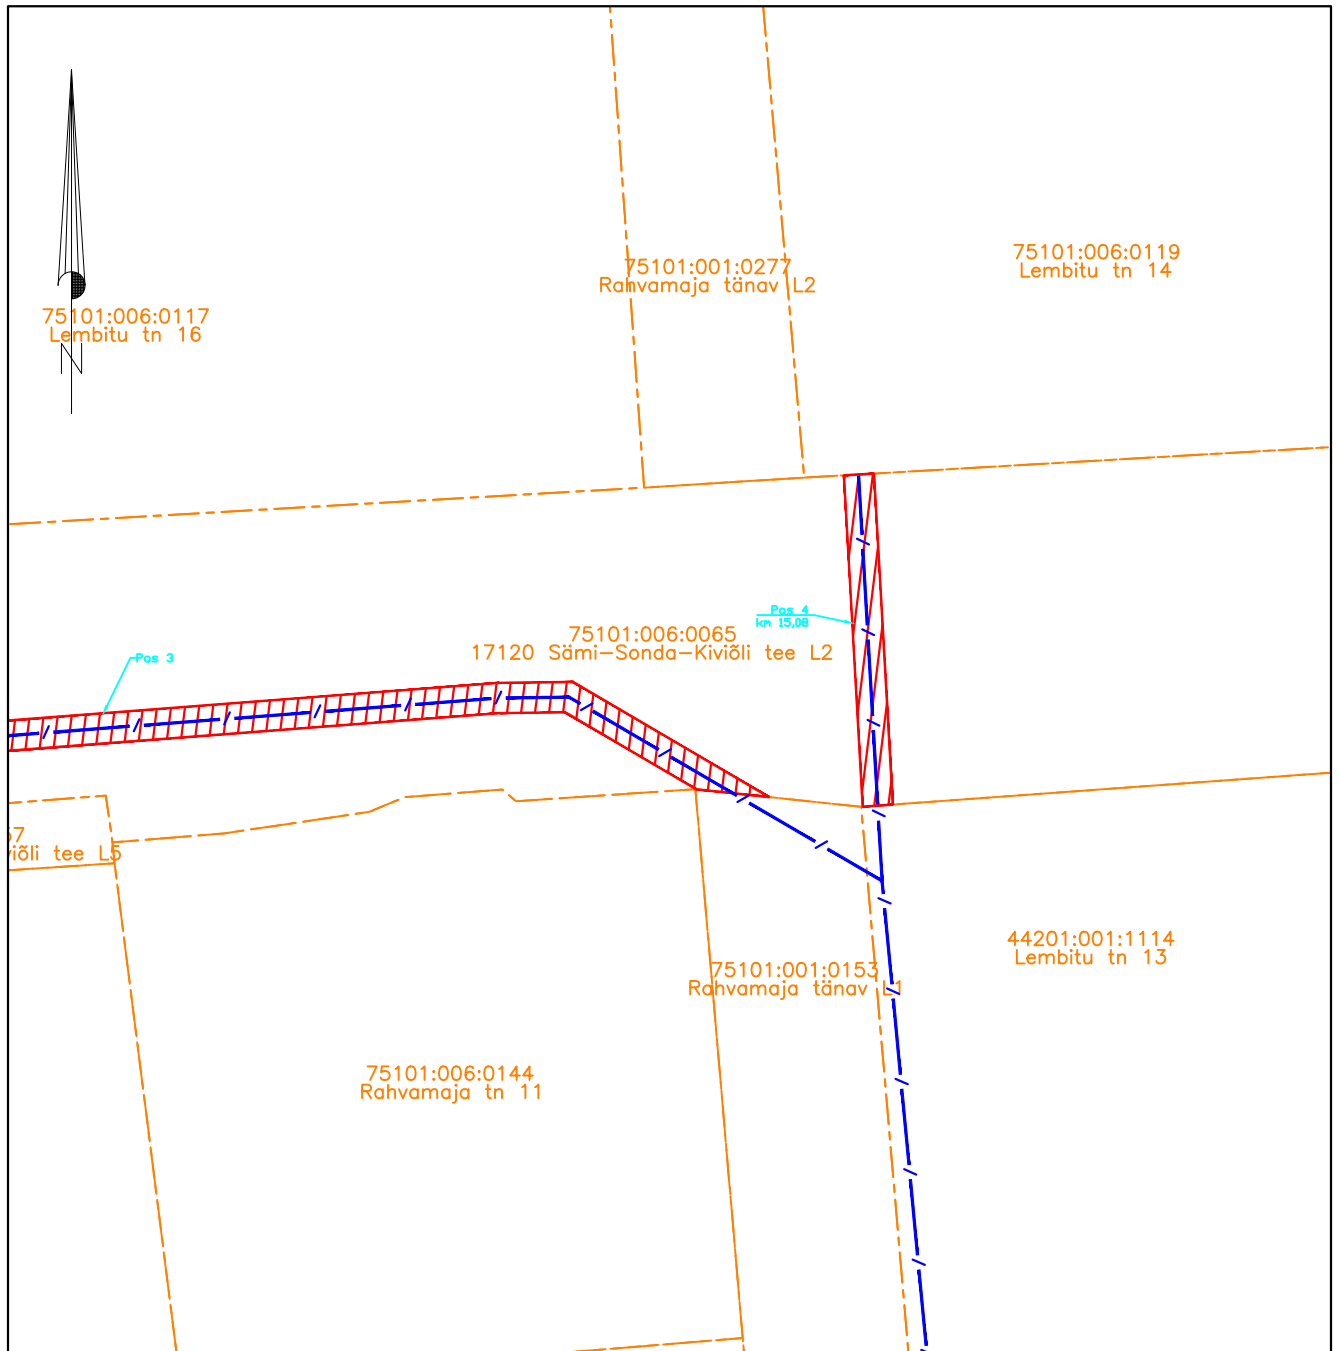 75101:006:0119
Lembitu tn 14
75101:001:0277
Rahvamaja tänav L2
75101:006:0117
Lembitu tn 16
N
Pos 4
km 15,08
75101:006:0065
17120 Sämi-Sonda-Kiviõli tee L2
Pos 3
57
viõli tee L5
44201:001:1114
Lembitu tn 13
75101:001:0153
Rahvamaja tänav L1
75101:006:0144
Rahvamaja tn 11